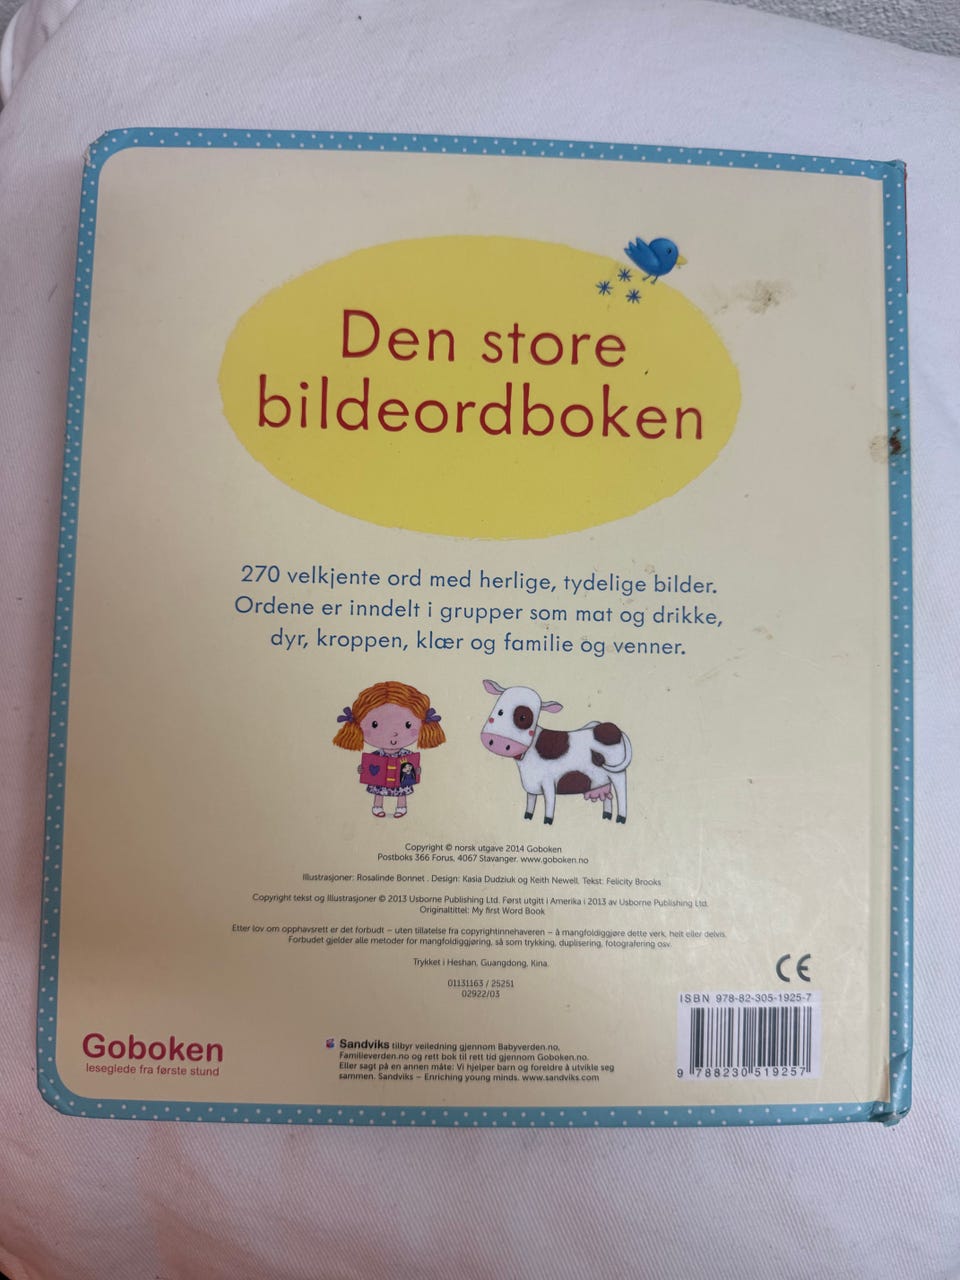 Den store
bildeordboken
270 velkjente ord med herlige, tydelige bilder.
Ordene er inndelt i grupper som mat og drikke,
dyr, kroppen, klær og familie og venner.
Copyright © norsk utgave 2014 Goboken
Postboks 366 Forus, 4067 Stavanger. www.goboken.no
Illustrasjoner: Rosalinde Bonnet . Design: Kasia Dudziuk og Keith Newell. Tekst: Felicity Brooks
Copyright tekst og Illustrasjoner © 2013 Usborne Publishing Ltd. Først utgitt i Amerika i 2013 av Usborne Publishing Ltd.
Originaltittel: My first Word Book
Etter lov om opphavsrett er det forbudt – uten tillatelse fra copyrightinnehaveren – å mangfoldiggjøre dette verk, helt eller delvis.
Forbudet gjelder alle metoder for mangfoldiggjøring, så som trykking, duplisering, fotografering osv.
Trykket i Heshan, Guangdong, Kina.
01131163 / 25251
02922/03
CE
ISBN 978-82-305-1925-7
9 788230 519257
Goboken
leseglede fra første stund
Sandviks tilbyr veiledning gjennom Babyverden.no,
Familieverden.no og rett bok til rett tid gjennom Goboken.no.
Eller sagt på en annen måte: Vi hjelper barn og foreldre å utvikle seg
sammen. Sandviks – Enriching young minds. www.sandviks.com